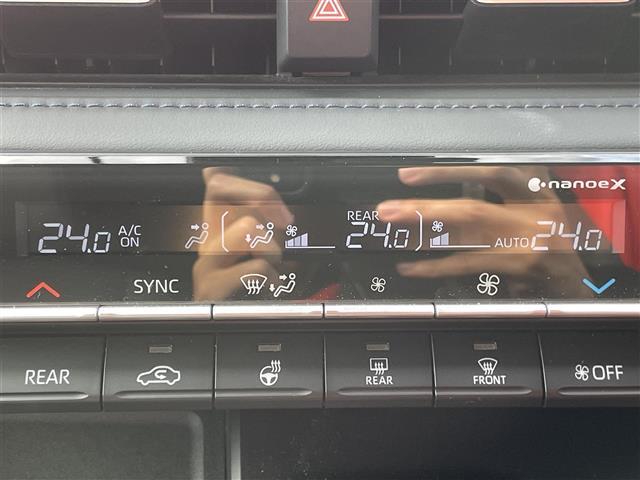 nanoeX
REAR
24.0 A/C ON 24.0 AUTO 24.0
SYNC
REAR REAR FRONT OFF